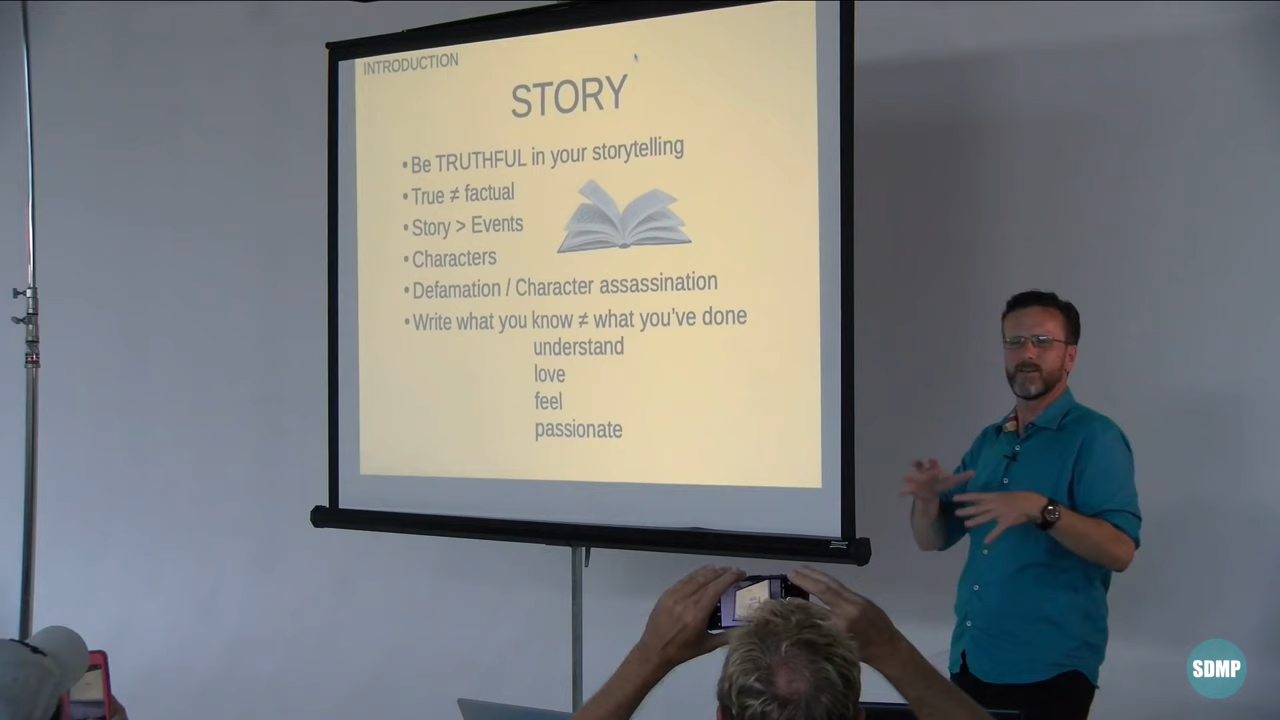 INTRODUCTION
STORY
•Be TRUTHFUL in your storytelling
•True ≠ factual
•Story > Events
•Characters
•Defamation / Character assassination
•Write what you know ≠ what you've done
understand
love
feel
passionate
SDMP